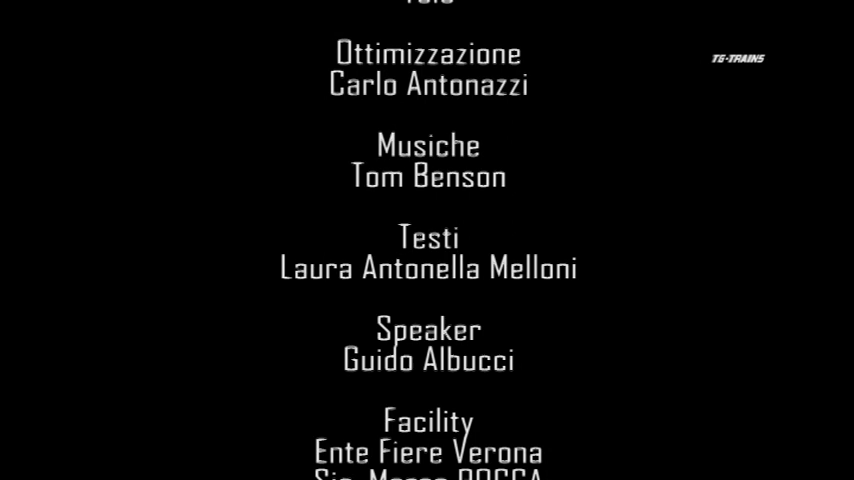 Ottimizzazione
Carlo Antonazzi
TG-TRAINS
Musiche
Tom Benson
Testi
Laura Antonella Melloni
Speaker
Guido Albucci
Facility
Ente Fiere Verona